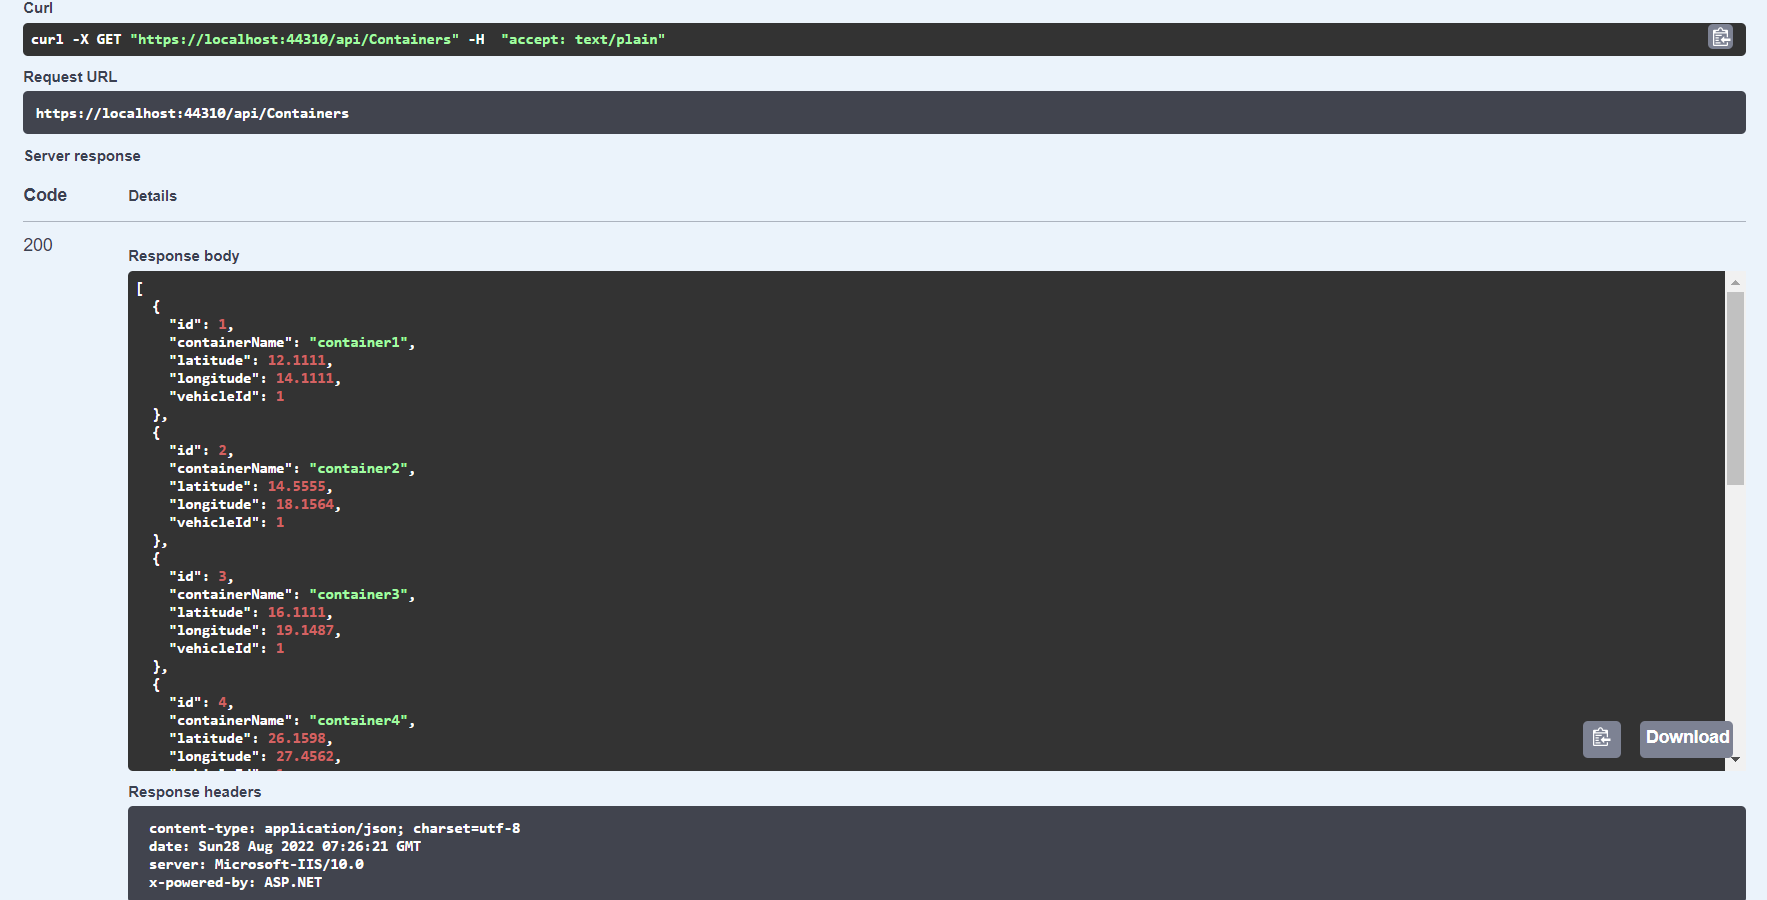 Curl
curl -X GET "https://localhost:44310/api/Containers" -H  "accept: text/plain"
Request URL
https://localhost:44310/api/Containers
Server response
Code Details
200
Response body
[
  {
    "id": 1,
    "containerName": "container1",
    "latitude": 12.1111,
    "longitude": 14.1111,
    "vehicleId": 1
  },
  {
    "id": 2,
    "containerName": "container2",
    "latitude": 14.5555,
    "longitude": 18.1564,
    "vehicleId": 1
  },
  {
    "id": 3,
    "containerName": "container3",
    "latitude": 16.1111,
    "longitude": 19.1487,
    "vehicleId": 1
  },
  {
    "id": 4,
    "containerName": "container4",
    "latitude": 26.1598,
    "longitude": 27.4562,
Download
Response headers
content-type: application/json; charset=utf-8
date: Sun28 Aug 2022 07:26:21 GMT
server: Microsoft-IIS/10.0
x-powered-by: ASP.NET